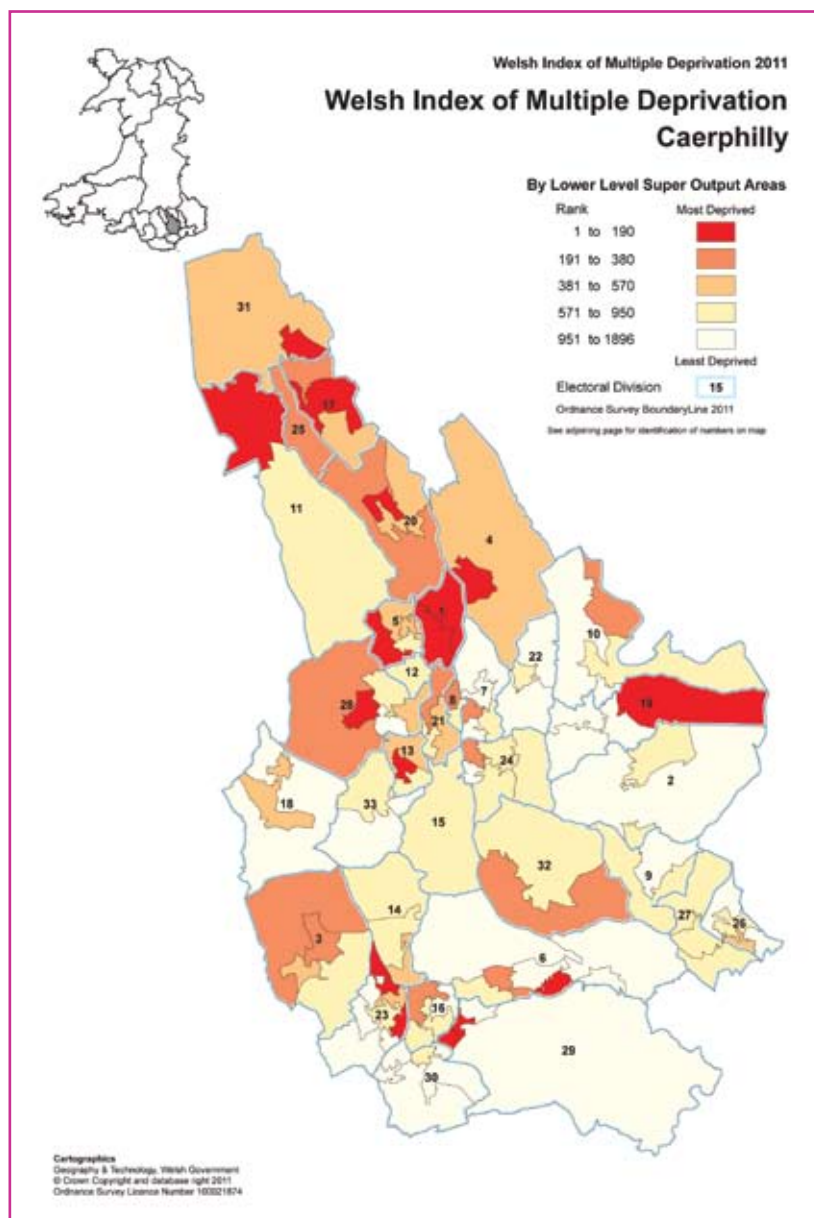 Welsh Index of Multiple Deprivation 2011
Welsh Index of Multiple Deprivation
Caerphilly
By Lower Level Super Output Areas
Rank Most Deprived
1 to 190
191 to 380
381 to 570
571 to 950
951 to 1896
Least Deprived
Electoral Division 15
Ordnance Survey BoundaryLine 2011
See adjoining page for identification of numbers on map
31
25
11
20
4
1
5
10
22
12
7
28
8
19
21
13
24
2
18
33
15
32
9
14
27
26
3
6
23
16
29
30
Cartographics
Geography & Technology, Welsh Government
© Crown Copyright and database right 2011
Ordnance Survey Licence Number 100021874